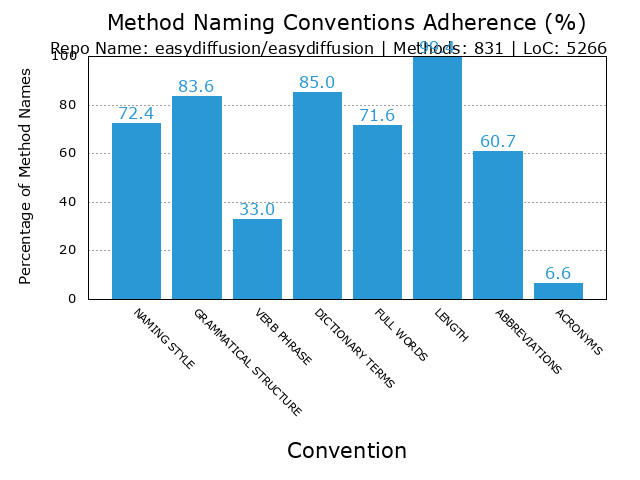 Method Naming Conventions Adherence (%)
Repo Name: easydiffusion/easydiffusion | Methods: 831 | LoC: 5266
Percentage of Method Names
100
80
60
40
20
0
72.4
83.6
33.0
85.0
71.6
60.7
6.6
NAMING STYLE
GRAMMATICAL STRUCTURE
VERB PHRASE
DICTIONARY TERMS
FULL WORDS
LENGTH
ABBREVIATIONS
ACRONYMS
Convention